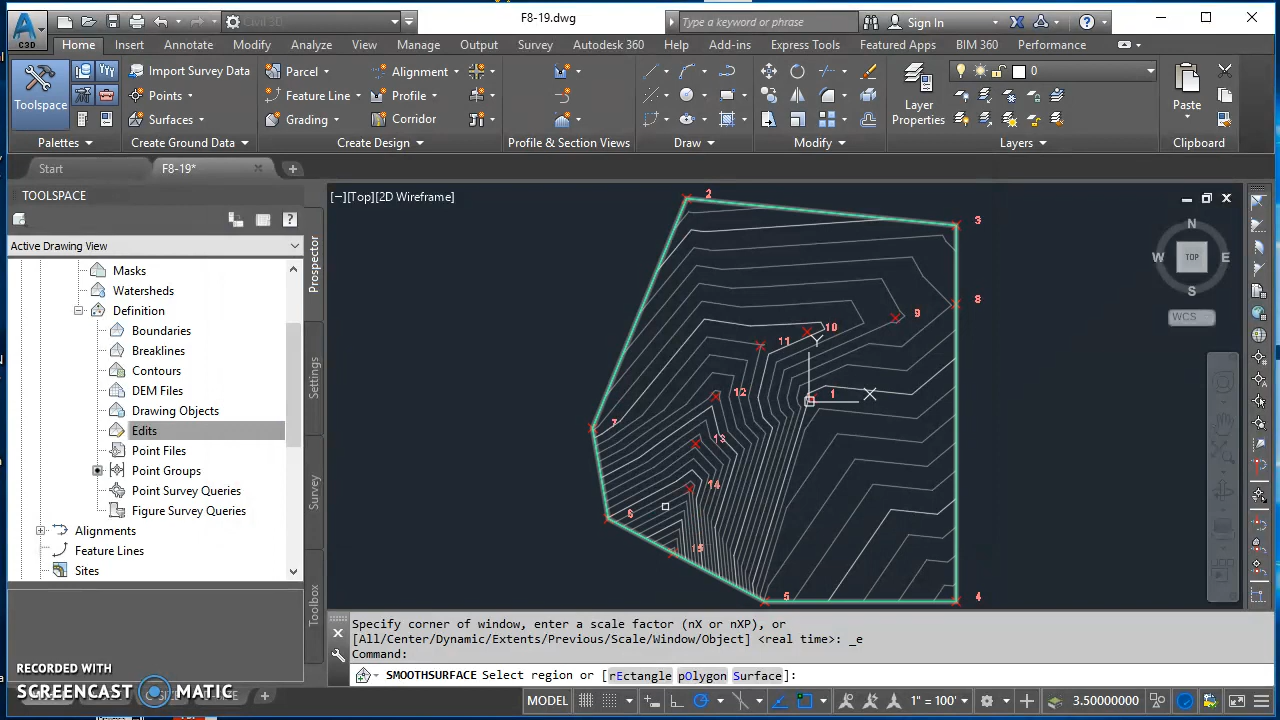 Civil 3D
F8-19.dwg
Type a keyword or phrase
Sign In
C3D
Home Insert Annotate Modify Analyze View Manage Output Survey Autodesk 360 Help Add-ins Express Tools Featured Apps BIM 360 Performance
Toolspace
Import Survey Data
Points
Surfaces
Parcel
Feature Line
Grading
Alignment
Profile
Corridor
Layer
Properties
0
Paste
Palettes Create Ground Data Create Design Profile & Section Views Draw Modify Layers Clipboard
Start F8-19*
TOOLSPACE
Active Drawing View
Masks
Watersheds
Definition
Boundaries
Breaklines
Contours
DEM Files
Drawing Objects
Edits
Point Files
Point Groups
Point Survey Queries
Figure Survey Queries
Alignments
Feature Lines
Sites
Prospector
Settings
Survey
Toolbox
[−][Top][2D Wireframe]
N
W TOP E
S
WCS
2
3
8
9
10
11
Y
12
1
X
7
13
14
6
15
5
4
Specify corner of window, enter a scale factor (nX or nXP), or
[All/Center/Dynamic/Extents/Previous/Scale/Window/Object] <real time>: _e
Command:
SMOOTHSURFACE Select region or [rEctangle pOlygon Surface]:
RECORDED WITH
SCREENCAST MATIC
MODEL
1" = 100'
3.50000000